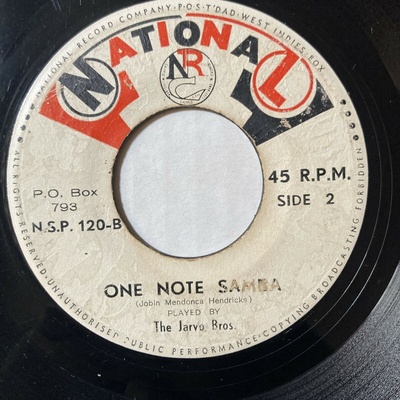 NATIONAL RECORD COMPANY·P·O·S·T'DAD·WEST INDIES·BOX
NATIONAL
NR
C
P.O. Box
793
45 R.P.M.
N.S.P. 120-B
SIDE 2
ONE NOTE SAMBA
(Jobin Mendonca Hendricks)
PLAYED BY
The Jarvo Bros.
ALL RIGHTS RESERVED·UNAUTHORISED PUBLIC PERFORMANCE·COPYING BROADCASTING FORBIDDEN